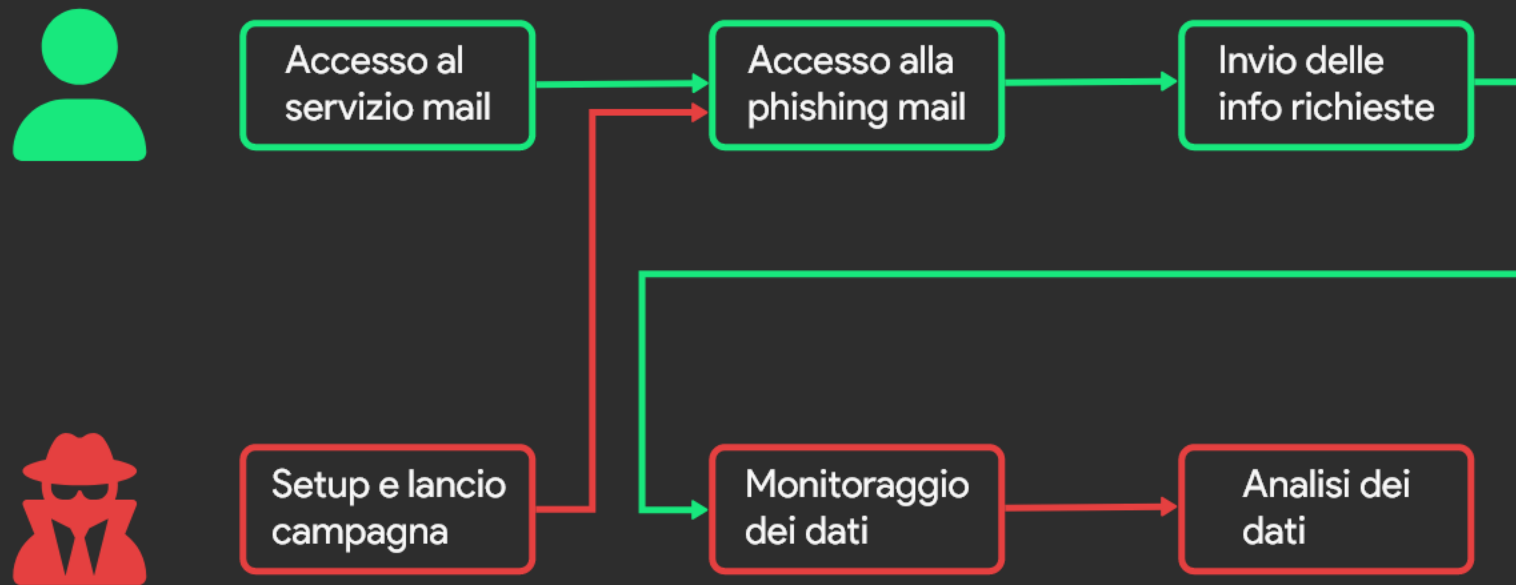 Accesso al
servizio mail
Accesso alla
phishing mail
Invio delle
info richieste
Setup e lancio
campagna
Monitoraggio
dei dati
Analisi dei
dati